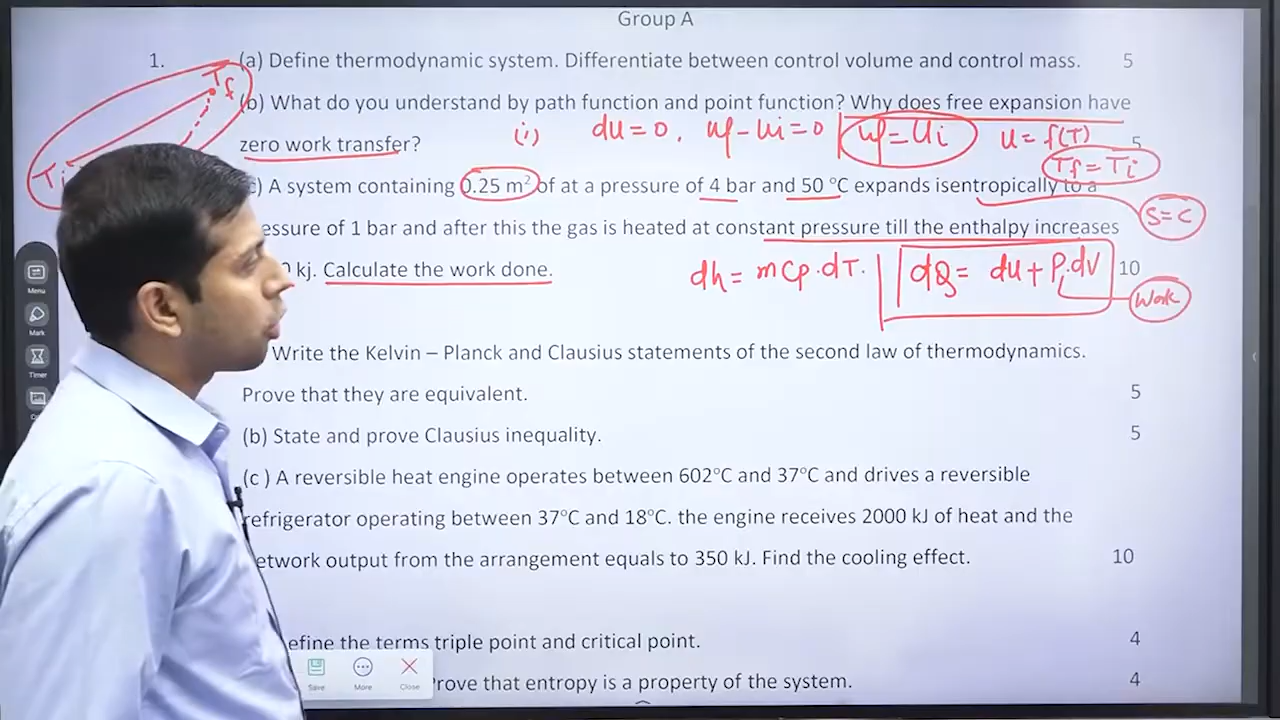 Group A
1. (a) Define thermodynamic system. Differentiate between control volume and control mass. 5
Tf
(b) What do you understand by path function and point function? Why does free expansion have
zero work transfer? 5
(i) du = 0, uf - ui = 0 | uf = ui u = f(T)
Tf = Ti
Ti
c) A system containing 0.25 m² of at a pressure of 4 bar and 50 °C expands isentropically to a
S = C
essure of 1 bar and after this the gas is heated at constant pressure till the enthalpy increases
kj. Calculate the work done. 10
dh = mCp.dT. | dQ = du + P.dV
Work
Write the Kelvin – Planck and Clausius statements of the second law of thermodynamics.
Prove that they are equivalent. 5
(b) State and prove Clausius inequality. 5
(c ) A reversible heat engine operates between 602°C and 37°C and drives a reversible
refrigerator operating between 37°C and 18°C. the engine receives 2000 kJ of heat and the
etwork output from the arrangement equals to 350 kJ. Find the cooling effect. 10
efine the terms triple point and critical point. 4
Prove that entropy is a property of the system. 4
Menu
Mark
Timer
Save
More
Close